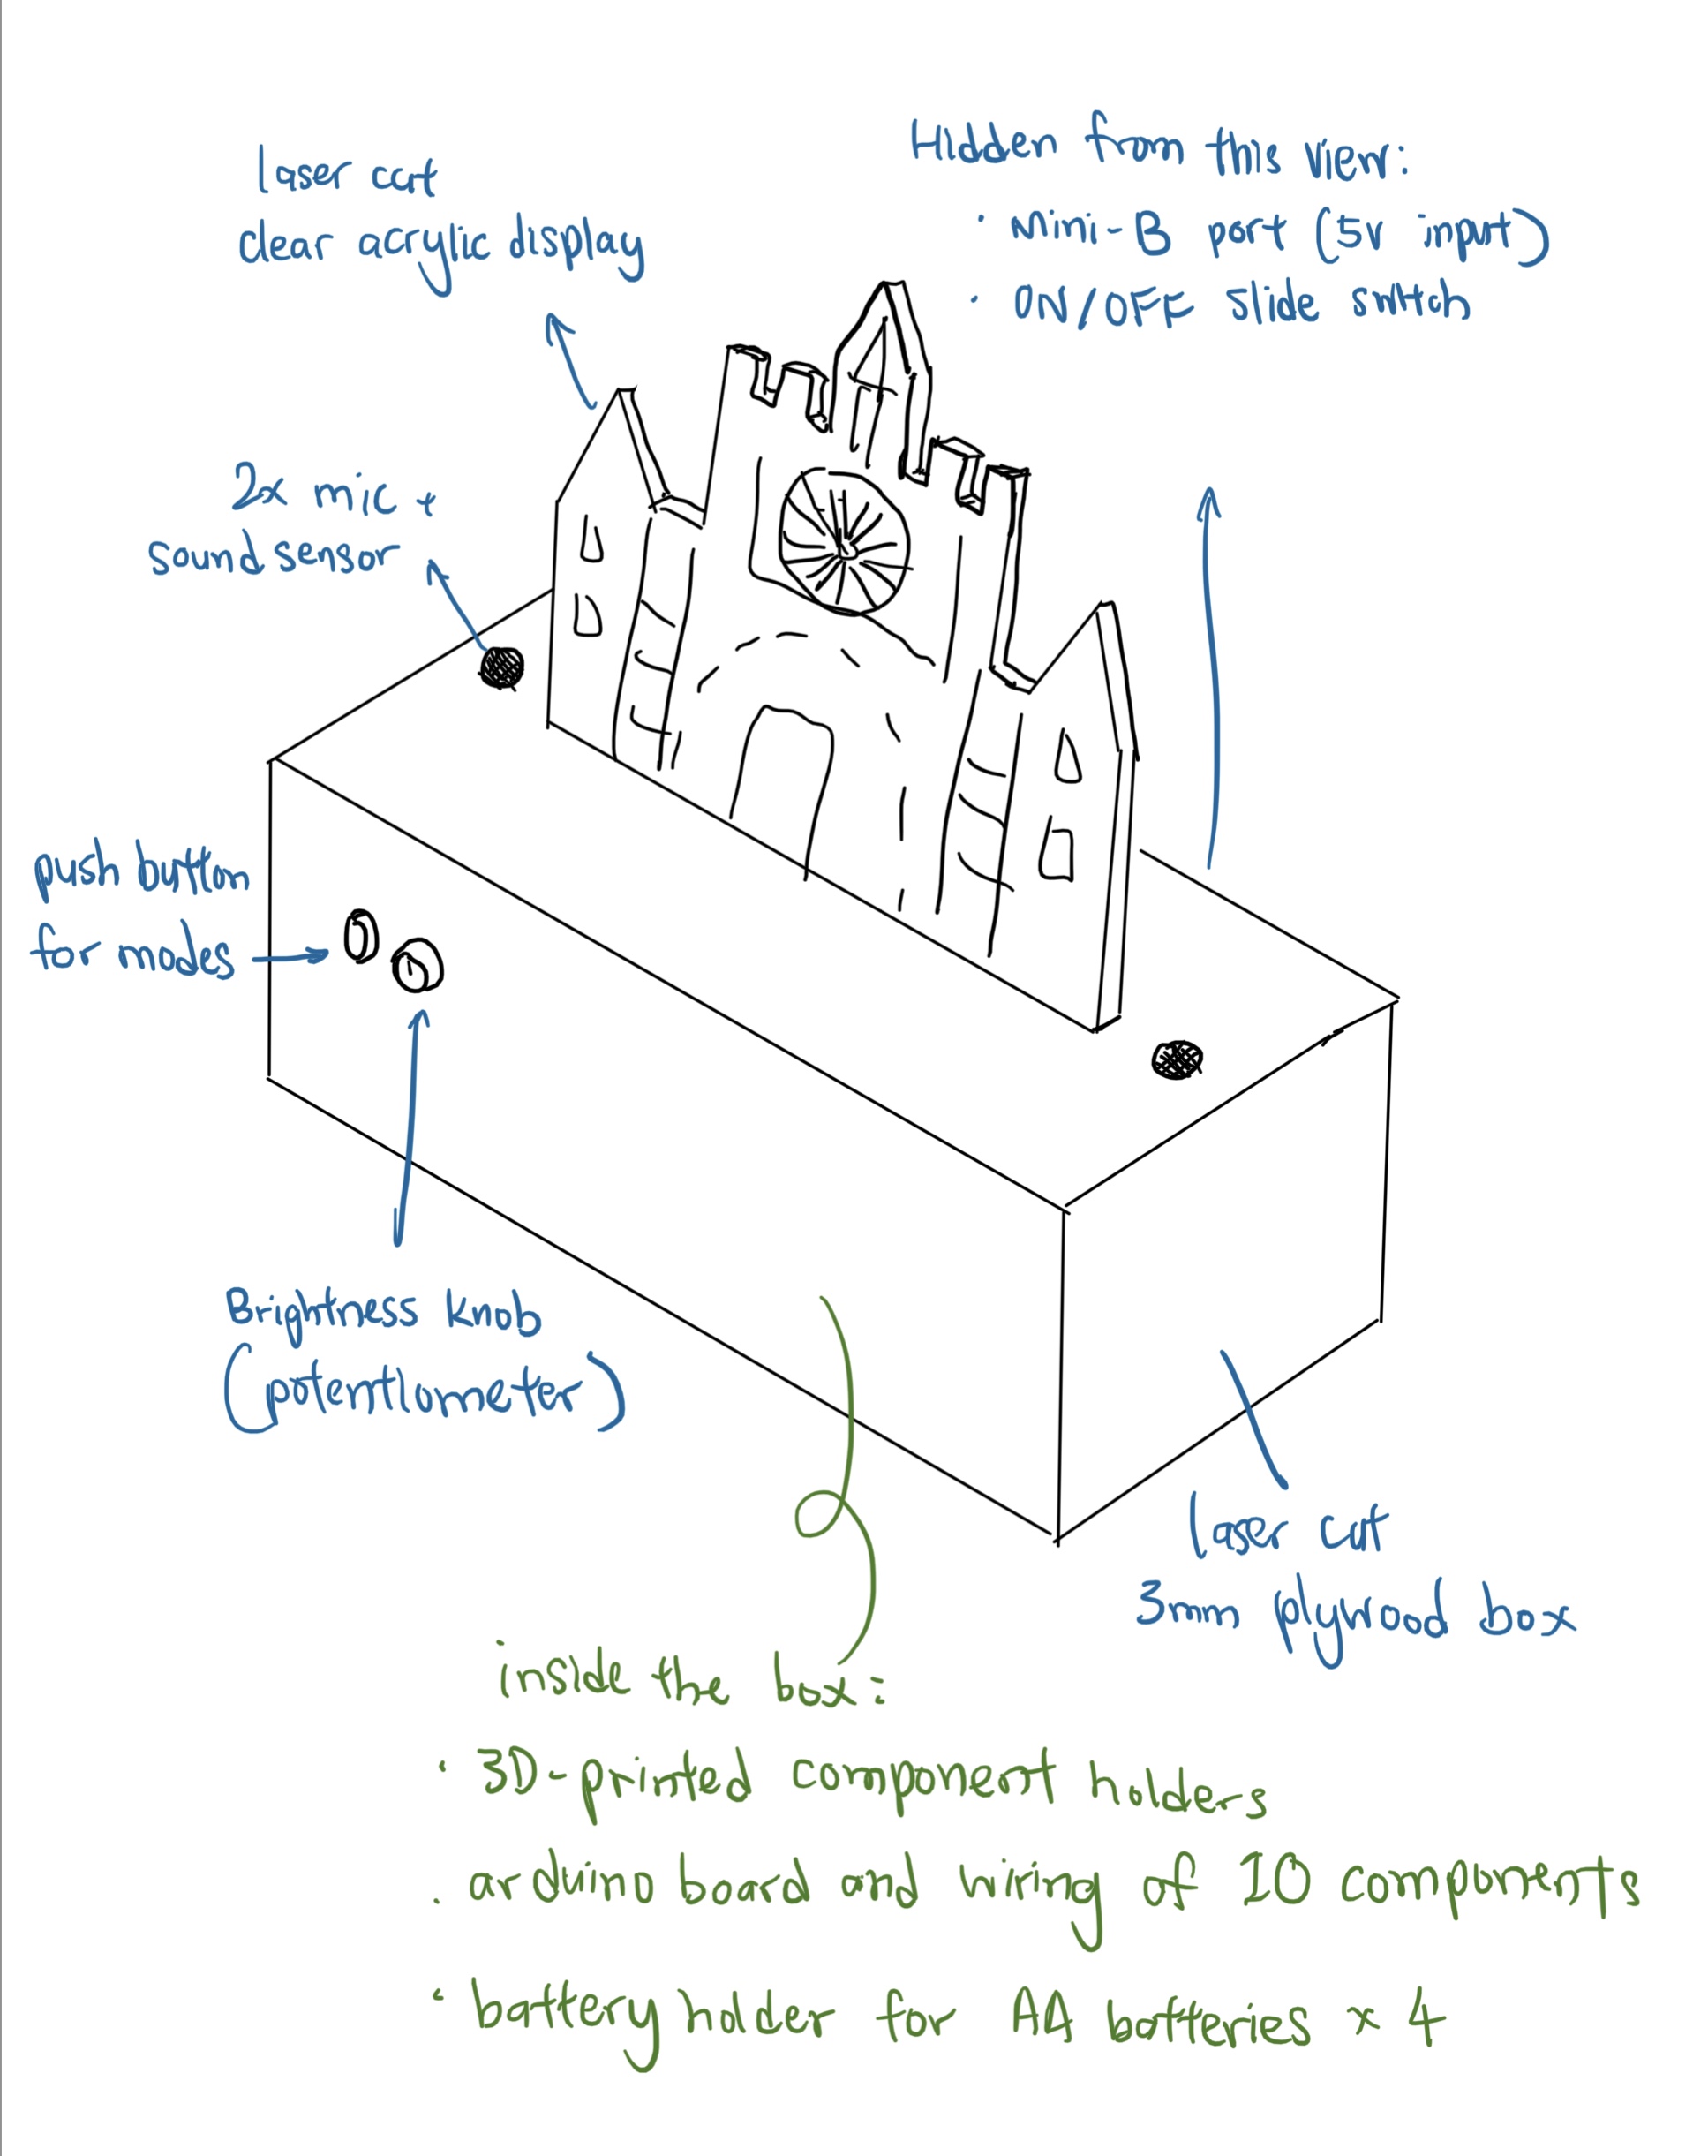 laser cut
clear acrylic display
Hidden from this view:
· Mini-B port (5v input)
· ON/OFF slide switch
2x mic +
sound sensor
push button
for modes
Brightness knob
(potentiometer)
laser cut
3mm plywood box
inside the box:
· 3D-printed component holders
· arduino board and wiring of IO components
· battery holder for AA batteries x 4